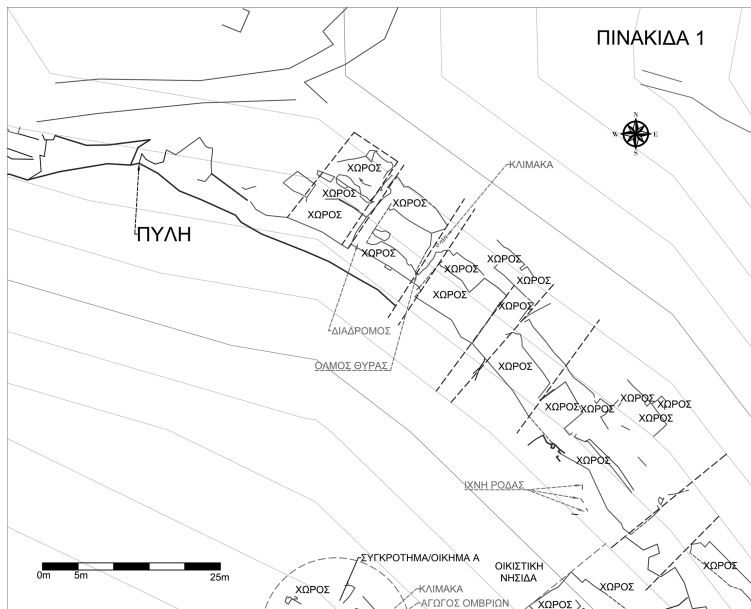 ΠΙΝΑΚΙΔΑ 1
N
W E
S
ΚΛΙΜΑΚΑ
ΧΩΡΟΣ
ΧΩΡΟΣ
ΧΩΡΟΣ
ΧΩΡΟΣ
ΠΥΛΗ
ΧΩΡΟΣ
ΧΩΡΟΣ
ΧΩΡΟΣ
ΧΩΡΟΣ
ΧΩΡΟΣ
ΔΙΑΔΡΟΜΟΣ
ΟΛΜΟΣ ΘΥΡΑΣ
ΧΩΡΟΣ
ΧΩΡΟΣ
ΧΩΡΟΣ
ΧΩΡΟΣ
ΧΩΡΟΣ
ΧΩΡΟΣ
ΧΩΡΟΣ
ΧΩΡΟΣ
ΙΧΝΗ ΡΟΔΑΣ
ΣΥΓΚΡΟΤΗΜΑ/ΟΙΚΗΜΑ Α
ΟΙΚΙΣΤΙΚΗ
ΝΗΣΙΔΑ
ΧΩΡΟΣ
0m 5m 25m
ΧΩΡΟΣ
ΚΛΙΜΑΚΑ
ΧΩΡΟΣ
ΑΓΩΓΟΣ ΟΜΒΡΙΩΝ
ΧΩΡΟΣ